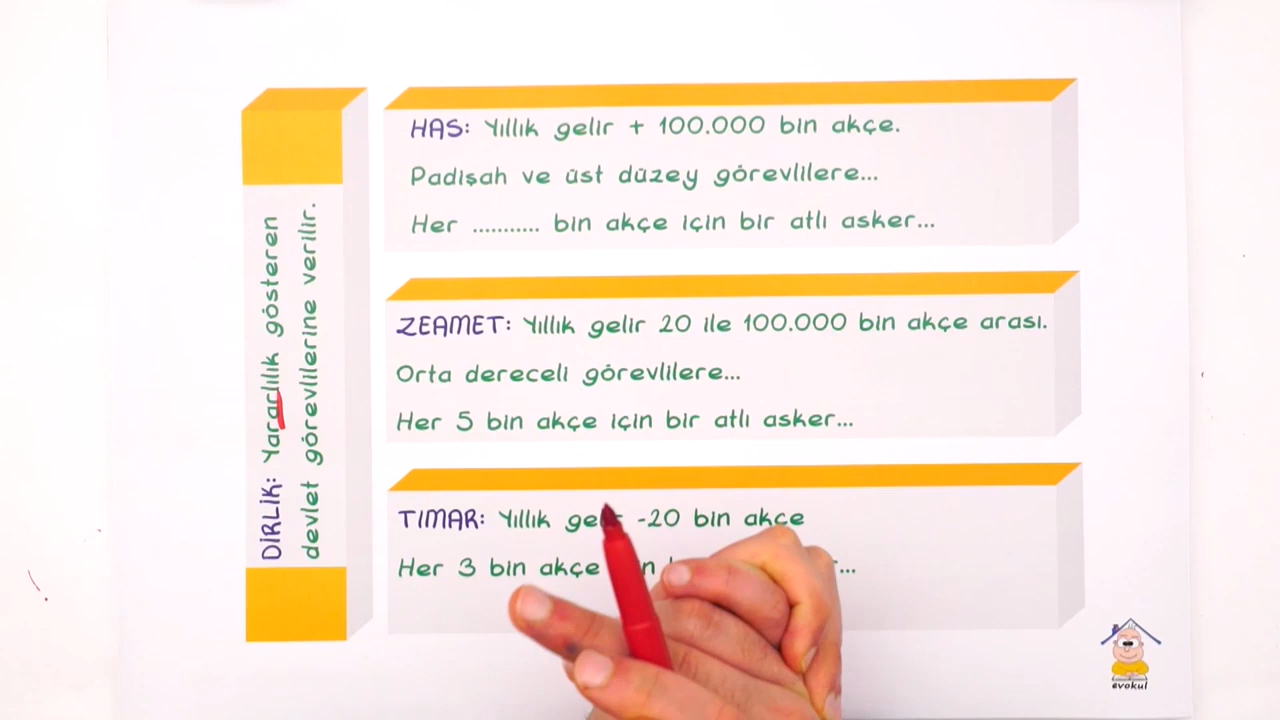 DİRLİK: Yararlılık gösteren
devlet görevlilerine verilir.
HAS: Yıllık gelir + 100.000 bin akçe.
Padişah ve üst düzey görevlilere...
Her ........... bin akçe için bir atlı asker...
ZEAMET: Yıllık gelir 20 ile 100.000 bin akçe arası.
Orta dereceli görevlilere...
Her 5 bin akçe için bir atlı asker...
TIMAR: Yıllık -20 bin akçe
Her 3 bin akçe ...
evokul